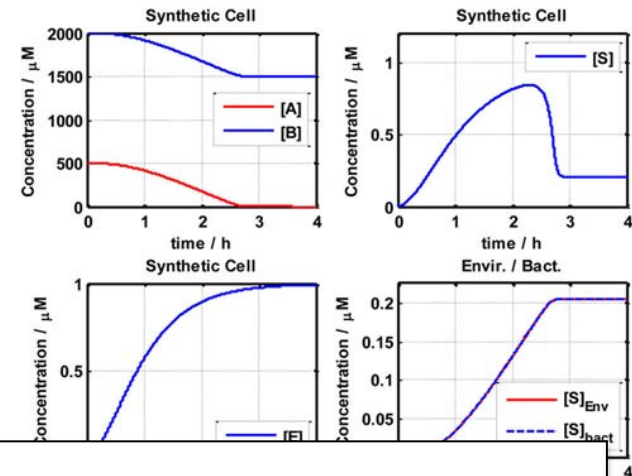 Synthetic Cell
Concentration / μM
2000
1500
1000
500
0
[A]
[B]
0 1 2 3 4
time / h
Synthetic Cell
Concentration / μM
1
0.5
0
[S]
0 1 2 3 4
time / h
Synthetic Cell
Concentration / μM
1
0.5
Envir. / Bact.
Concentration / μM
0.2
0.15
0.1
0.05
[S]Env
[S]bact
4